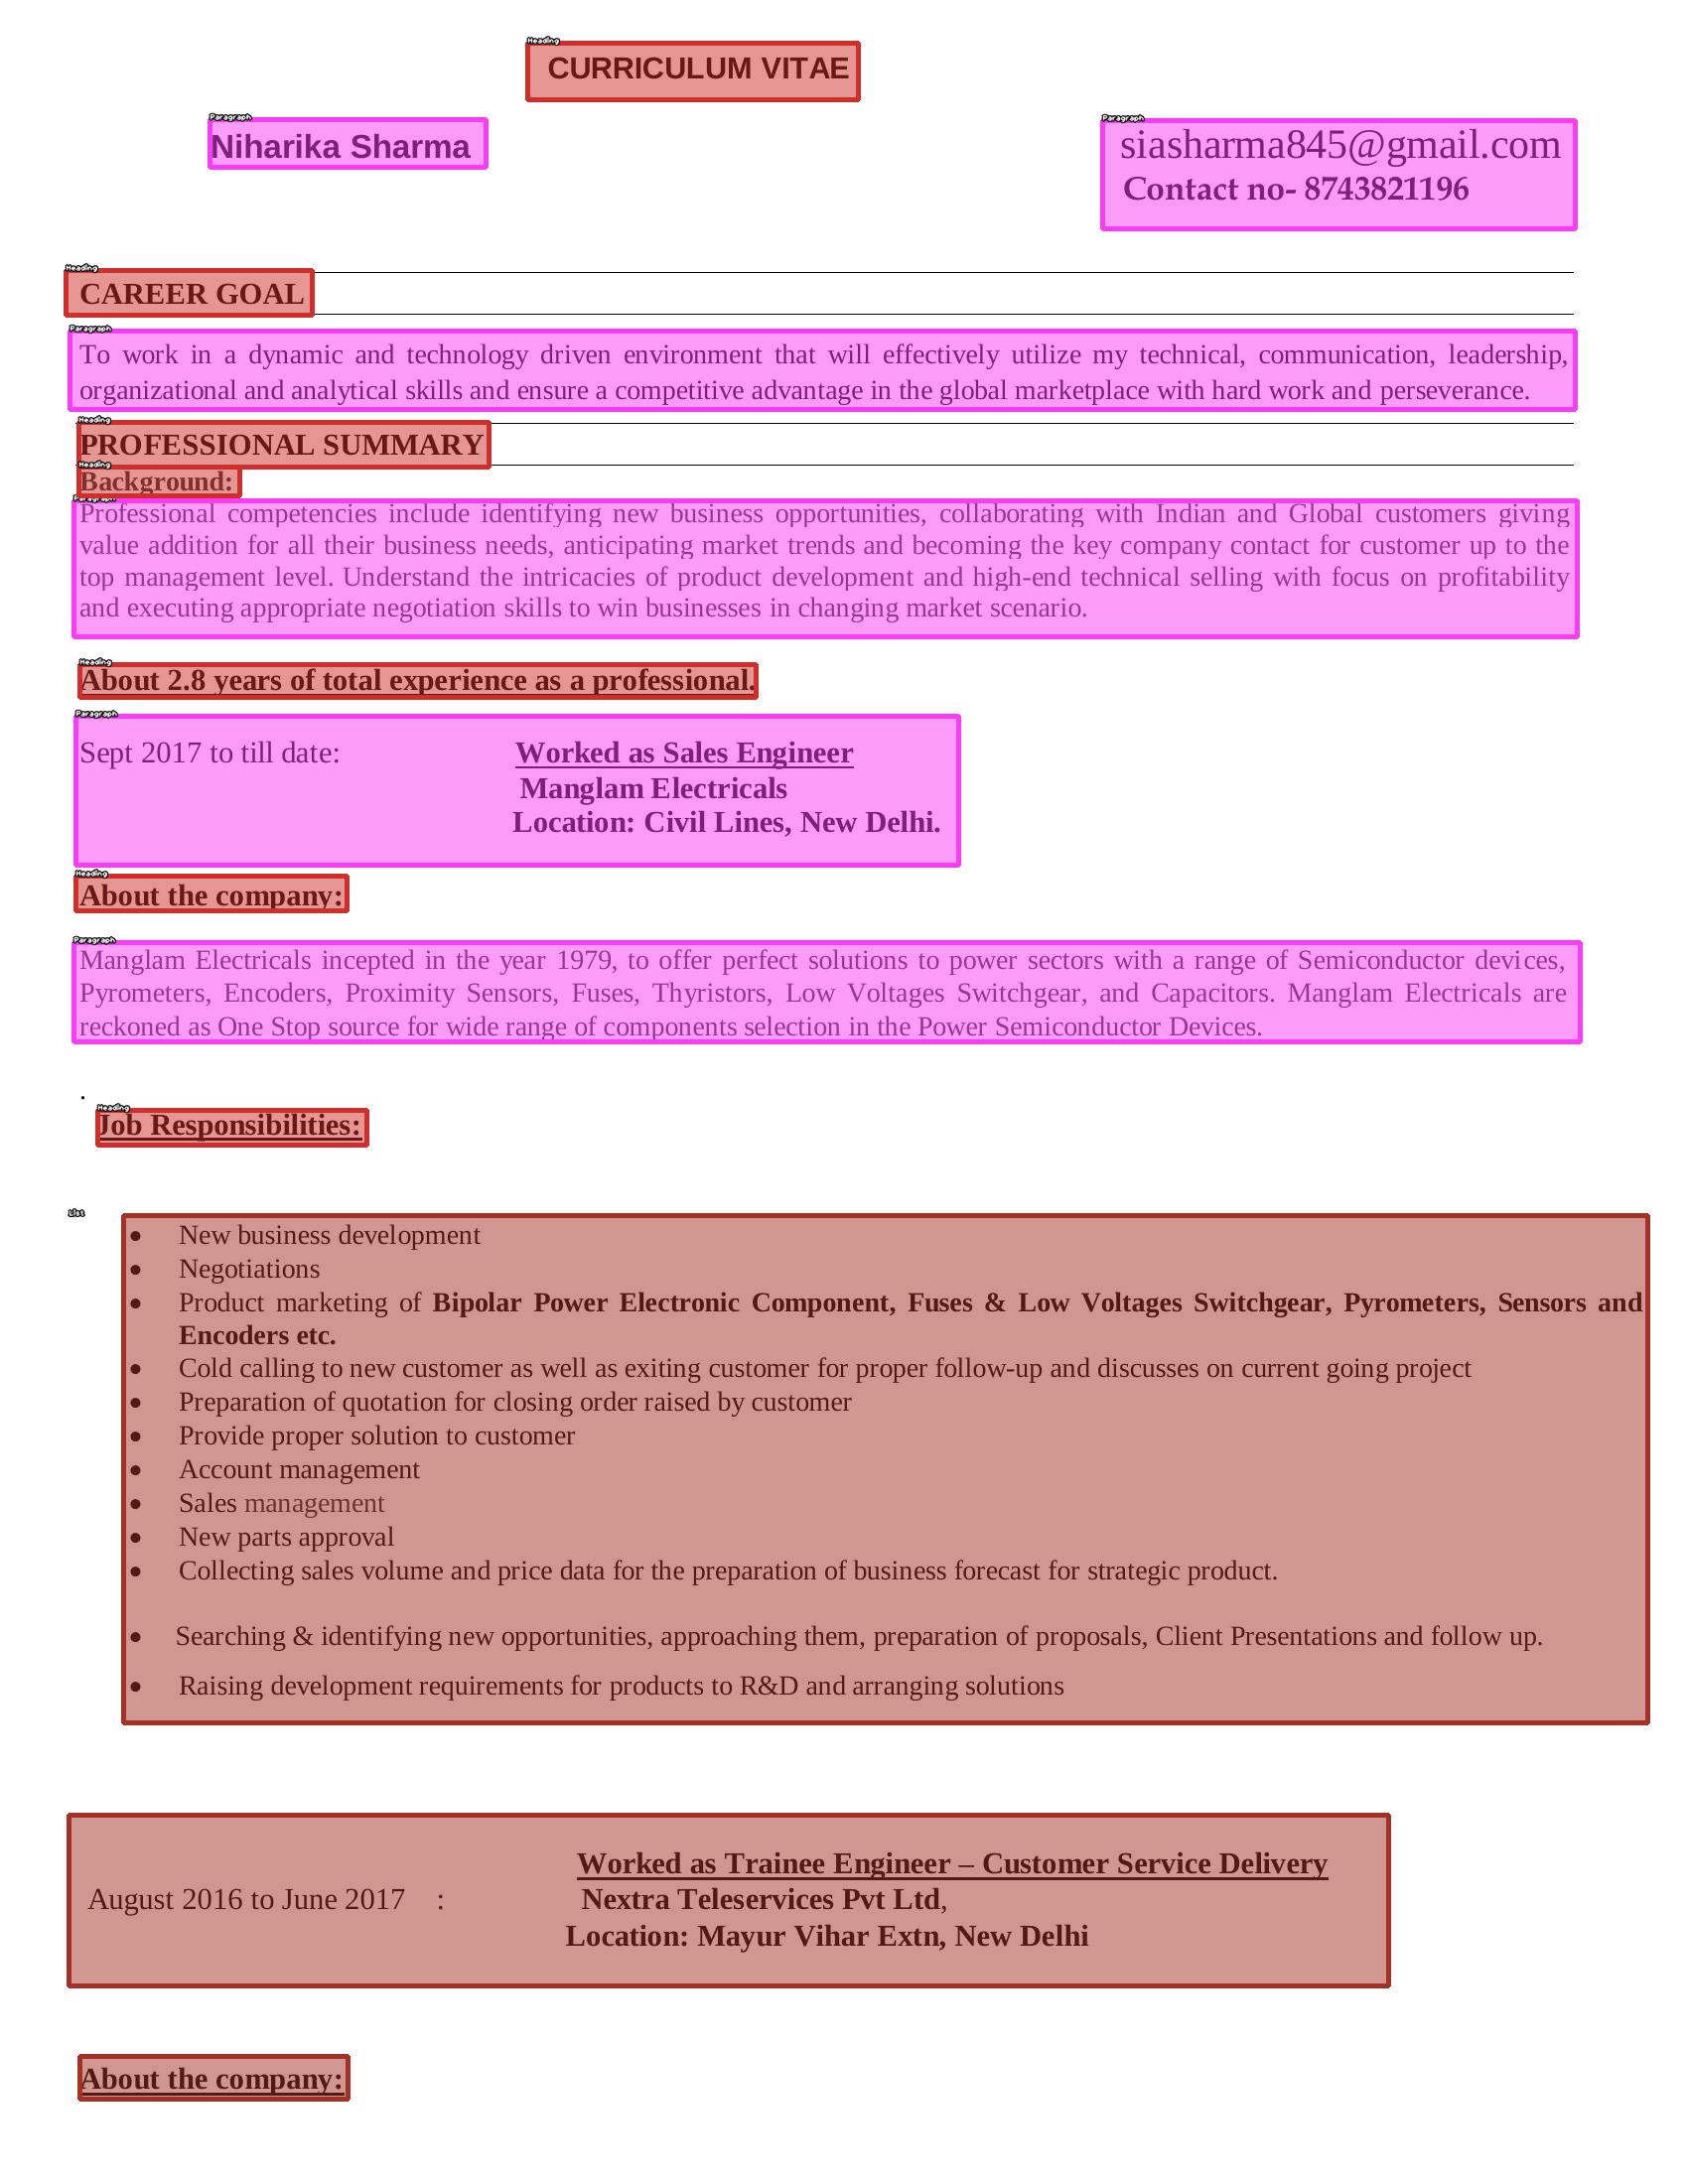 Heading
CURRICULUM VITAE
Paragraph
Niharika Sharma
Paragraph
siasharma845@gmail.com
Contact no- 8743821196
Heading
CAREER GOAL
Paragraph
To work in a dynamic and technology driven environment that will effectively utilize my technical, communication, leadership,
organizational and analytical skills and ensure a competitive advantage in the global marketplace with hard work and perseverance.
Heading
PROFESSIONAL SUMMARY
Heading
Background:
Paragraph
Professional competencies include identifying new business opportunities, collaborating with Indian and Global customers giving
value addition for all their business needs, anticipating market trends and becoming the key company contact for customer up to the
top management level. Understand the intricacies of product development and high-end technical selling with focus on profitability
and executing appropriate negotiation skills to win businesses in changing market scenario.
Heading
About 2.8 years of total experience as a professional.
Paragraph
Sept 2017 to till date: Worked as Sales Engineer
Manglam Electricals
Location: Civil Lines, New Delhi.
Heading
About the company:
Paragraph
Manglam Electricals incepted in the year 1979, to offer perfect solutions to power sectors with a range of Semiconductor devices,
Pyrometers, Encoders, Proximity Sensors, Fuses, Thyristors, Low Voltages Switchgear, and Capacitors. Manglam Electricals are
reckoned as One Stop source for wide range of components selection in the Power Semiconductor Devices.
.
Heading
Job Responsibilities:
List
• New business development
• Negotiations
• Product marketing of Bipolar Power Electronic Component, Fuses & Low Voltages Switchgear, Pyrometers, Sensors and
Encoders etc.
• Cold calling to new customer as well as exiting customer for proper follow-up and discusses on current going project
• Preparation of quotation for closing order raised by customer
• Provide proper solution to customer
• Account management
• Sales management
• New parts approval
• Collecting sales volume and price data for the preparation of business forecast for strategic product.
• Searching & identifying new opportunities, approaching them, preparation of proposals, Client Presentations and follow up.
• Raising development requirements for products to R&D and arranging solutions
Worked as Trainee Engineer – Customer Service Delivery
August 2016 to June 2017 : Nextra Teleservices Pvt Ltd,
Location: Mayur Vihar Extn, New Delhi
About the company: